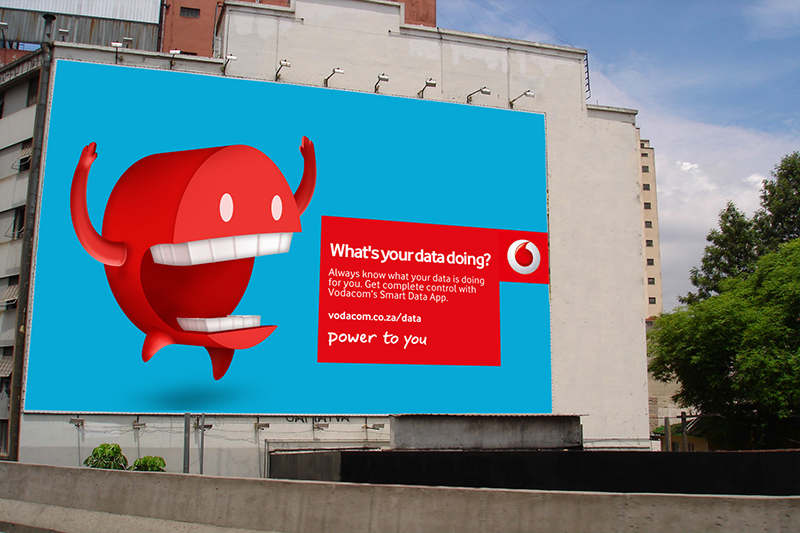 What's your data doing?
Always know what your data is doing
for you. Get complete control with
Vodacom's Smart Data App.
vodacom.co.za/data
power to you